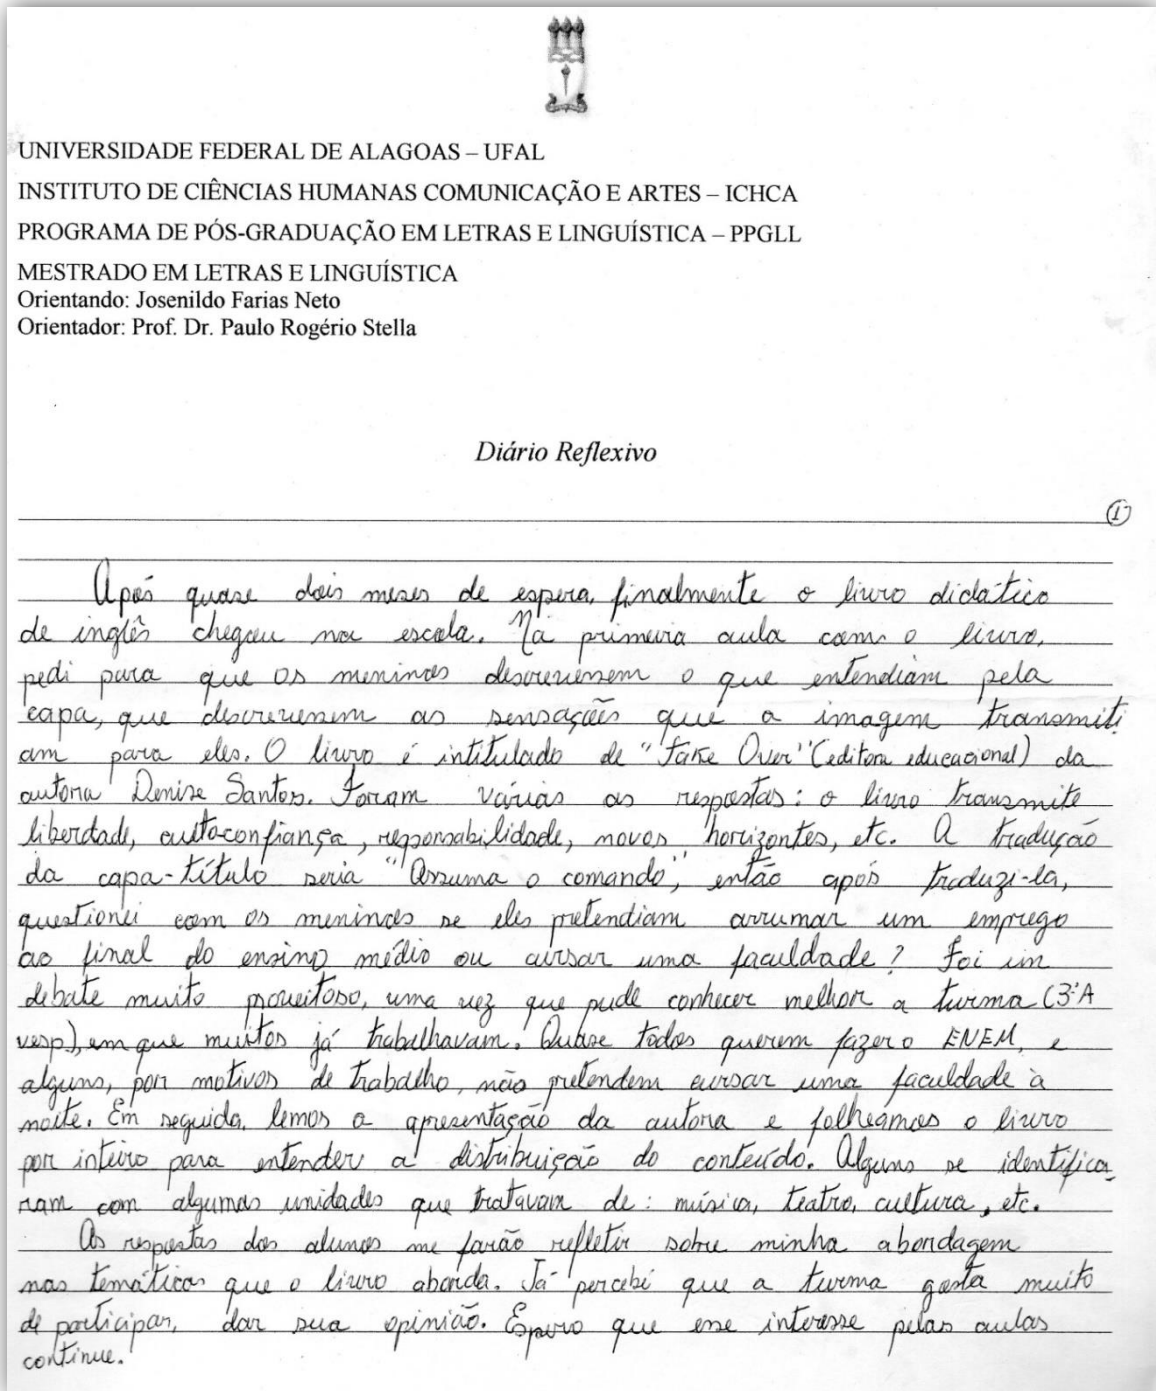 UNIVERSIDADE FEDERAL DE ALAGOAS – UFAL
INSTITUTO DE CIÊNCIAS HUMANAS COMUNICAÇÃO E ARTES – ICHCA
PROGRAMA DE PÓS-GRADUAÇÃO EM LETRAS E LINGUÍSTICA – PPGLL
MESTRADO EM LETRAS E LINGUÍSTICA
Orientando: Josenildo Farias Neto
Orientador: Prof. Dr. Paulo Rogério Stella
Diário Reflexivo
1
Após quase dois meses de espera, finalmente o livro didático
de inglês chegou na escola. Na primeira aula com o livro,
pedi para que os meninos descrevessem o que entendiam pela
capa, que descrevessem as sensações que a imagem transmiti
am para eles. O livro é intitulado de "Take Over" (editora educacional) da
autora Denise Santos. Foram várias as respostas: o livro transmite
liberdade, auto-confiança, responsabilidade, novos horizontes, etc. A tradução
da capa-título seria "Assuma o comando", então após traduzi-la,
questionei com os meninos se eles pretendiam arrumar um emprego
ao final do ensino médio ou cursar uma faculdade? Foi um
debate muito proveitoso, uma vez que pude conhecer melhor a turma (3ºA
vesp), em que muitos já trabalhavam. Quase todos querem fazer o ENEM, e
alguns, por motivos de trabalho, não pretendem cursar uma faculdade à
noite. Em seguida, lemos a apresentação da autora e folheamos o livro
por inteiro para entender a distribuição do conteúdo. Alguns se identifica-
ram com algumas unidades que tratavam de: música, teatro, cultura, etc.
As respostas dos alunos me farão refletir sobre minha abordagem
nas temáticas que o livro aborda. Já percebi que a turma gosta muito
de participar, dar sua opinião. Espero que esse interesse pelas aulas
continue.